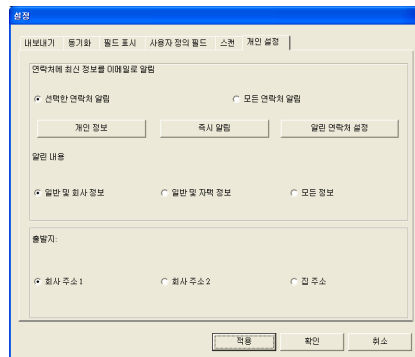 설정
내보내기 동기화 필드 표시 사용자 정의 필드 스캔 개인 설정
연락처에 최신 정보를 이메일로 알림
선택한 연락처 알림 모든 연락처 알림
개인 정보 즉시 알림 알린 연락처 설정
알린 내용
일반 및 회사 정보 일반 및 자택 정보 모든 정보
출발지:
회사 주소 1 회사 주소 2 집 주소
적용 확인 취소